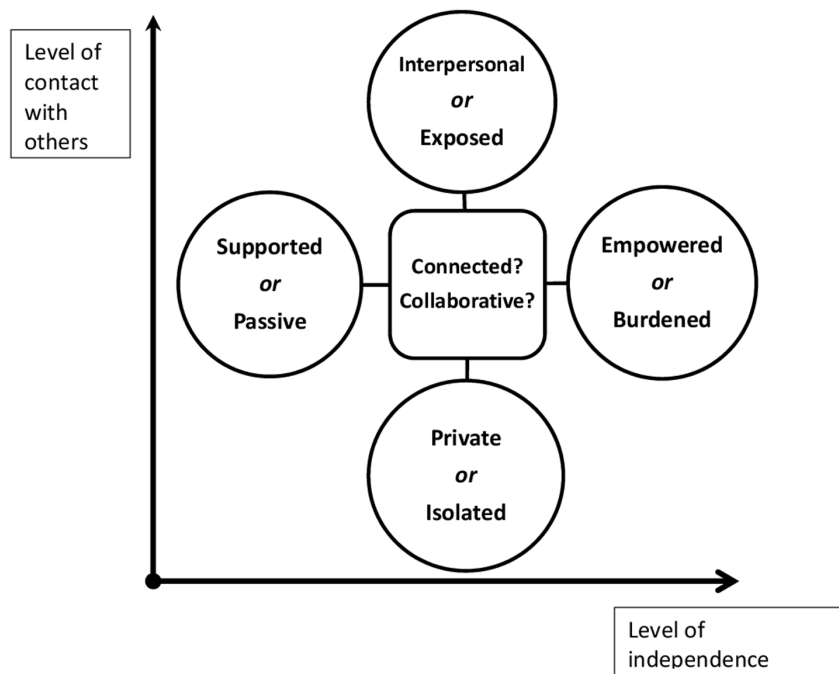 Level of
contact
with
others
Interpersonal
or
Exposed
Supported
or
Passive
Connected?
Collaborative?
Empowered
or
Burdened
Private
or
Isolated
Level of
independence